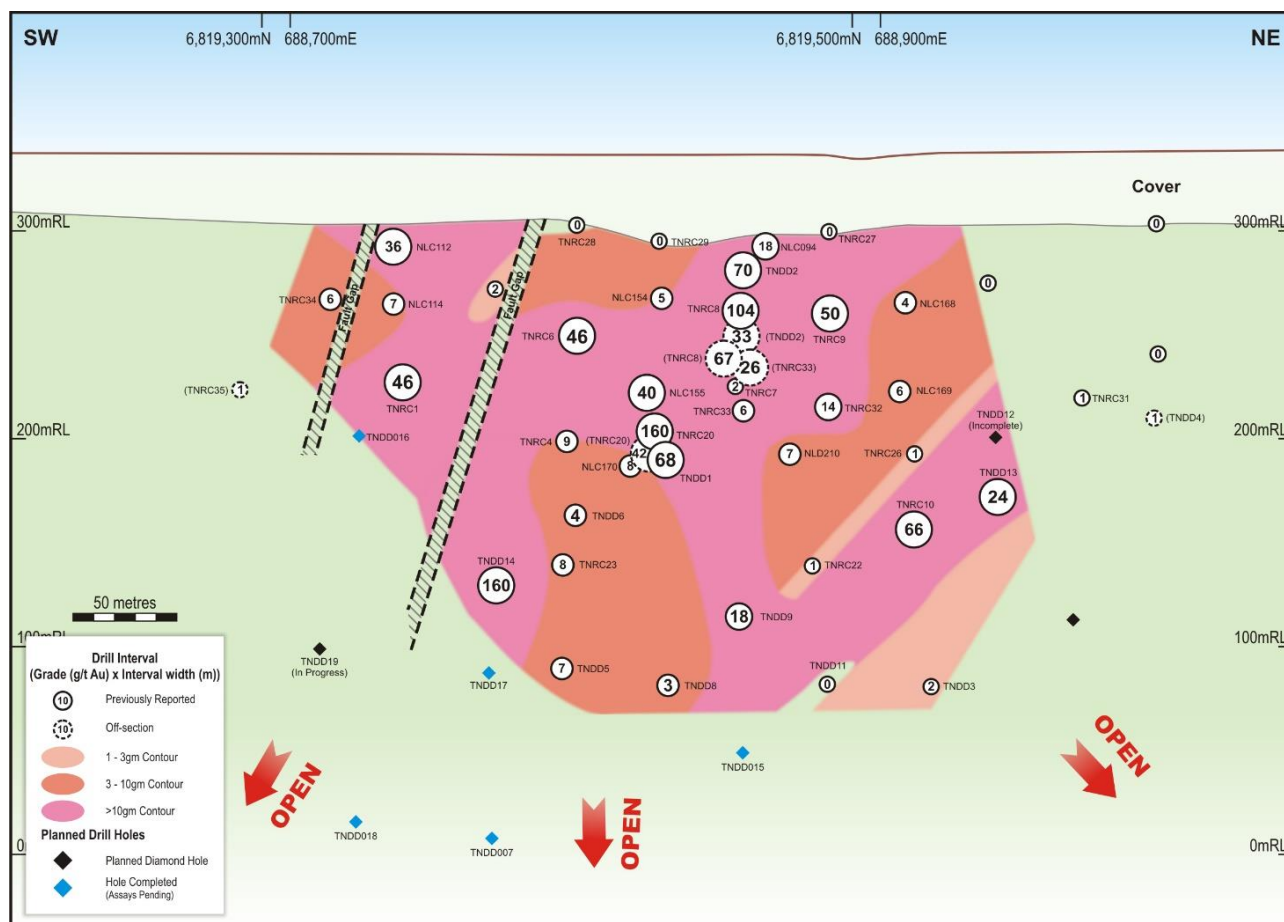 SW
6,819,300mN
688,700mE
6,819,500mN
688,900mE
NE
Cover
300mRL
300mRL
0
TNRC28
0
TNRC29
18
NLC094
0
TNRC27
0
36
NLC112
70
TNDD2
0
TNRC34
6
Fault Gap
7
NLC114
2
Fault Gap
NLC154
5
TNRC8
104
50
TNRC9
4
NLC168
TNRC6
46
33
(TNDD2)
(TNRC8)
67
26
(TNRC33)
0
(TNRC35)
1
46
TNRC1
40
NLC155
2
TNRC7
TNRC33
6
14
TNRC32
6
NLC169
1
TNRC31
1
(TNDD4)
200mRL
200mRL
TNDD016
TNRC4
9
(TNRC20)
160
TNRC20
42
68
TNDD1
NLC170
8
7
NLD210
TNRC26
1
TNDD12
(Incomplete)
TNDD13
24
4
TNDD6
TNRC10
66
TNDD14
160
8
TNRC23
1
TNRC22
50 metres
18
TNDD9
100mRL
100mRL
TNDD19
(In Progress)
TNDD17
7
TNDD5
3
TNDD8
TNDD11
0
2
TNDD3
TNDD015
OPEN
OPEN
OPEN
TNDD018
TNDD007
0mRL
Drill Interval
(Grade (g/t Au) x Interval width (m))
10
Previously Reported
10
Off-section
1 - 3gm Contour
3 - 10gm Contour
>10gm Contour
Planned Drill Holes
Planned Diamond Hole
Hole Completed
(Assays Pending)